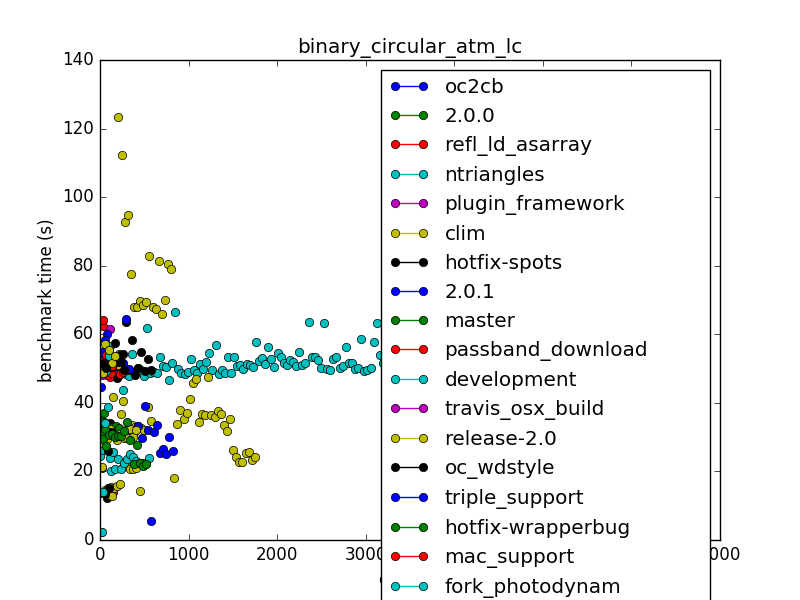 binary_circular_atm_lc
140
120
100
80
60
40
20
0
benchmark time (s)
0
1000
2000
000
oc2cb
2.0.0
refl_ld_asarray
ntriangles
plugin_framework
clim
hotfix-spots
2.0.1
master
passband_download
development
travis_osx_build
release-2.0
oc_wdstyle
triple_support
hotfix-wrapperbug
mac_support
fork_photodynam